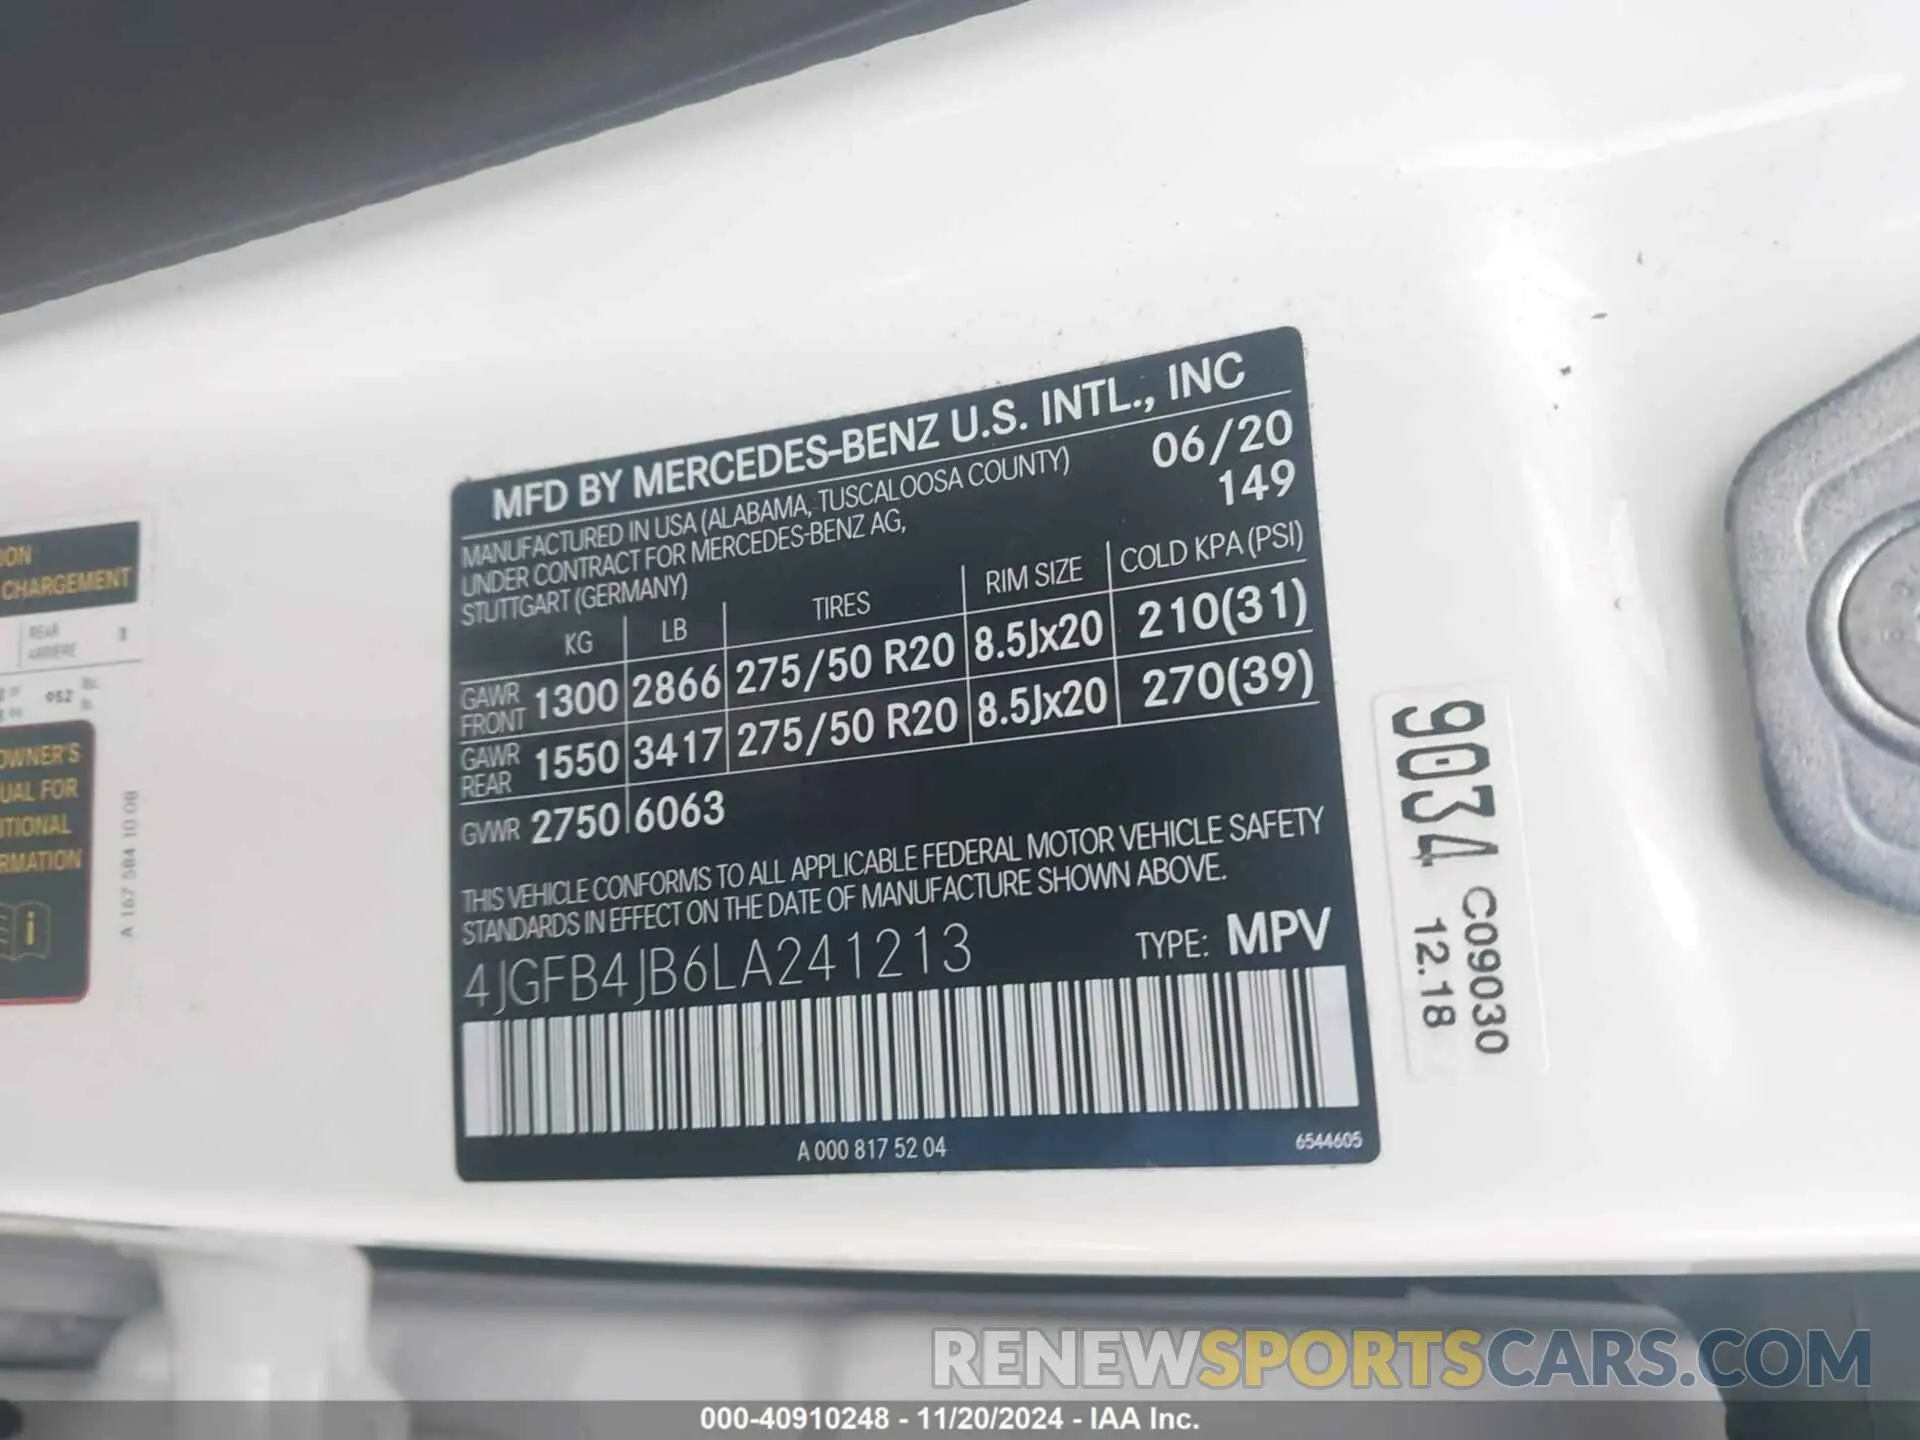 MFD BY MERCEDES-BENZ U.S. INTL., INC
MANUFACTURED IN USA (ALABAMA, TUSCALOOSA COUNTY)
UNDER CONTRACT FOR MERCEDES-BENZ AG,
STUTTGART (GERMANY)
06/20
149
KG LB TIRES RIM SIZE COLD KPA (PSI)
GAWR FRONT 1300 2866 275/50 R20 8.5Jx20 210(31)
GAWR REAR 1550 3417 275/50 R20 8.5Jx20 270(39)
GVWR 2750 6063
THIS VEHICLE CONFORMS TO ALL APPLICABLE FEDERAL MOTOR VEHICLE SAFETY
STANDARDS IN EFFECT ON THE DATE OF MANUFACTURE SHOWN ABOVE.
4JGFB4JB6LA241213 TYPE: MPV
A 000 817 52 04
6544605
9034
C09030
12.18
CHARGEMENT
REAR 3
ARRIERE
952
OWNER'S
FOR
A 167 584 10 08
RENEWSPORTSCARS.COM
000-40910248 - 11/20/2024 - IAA Inc.